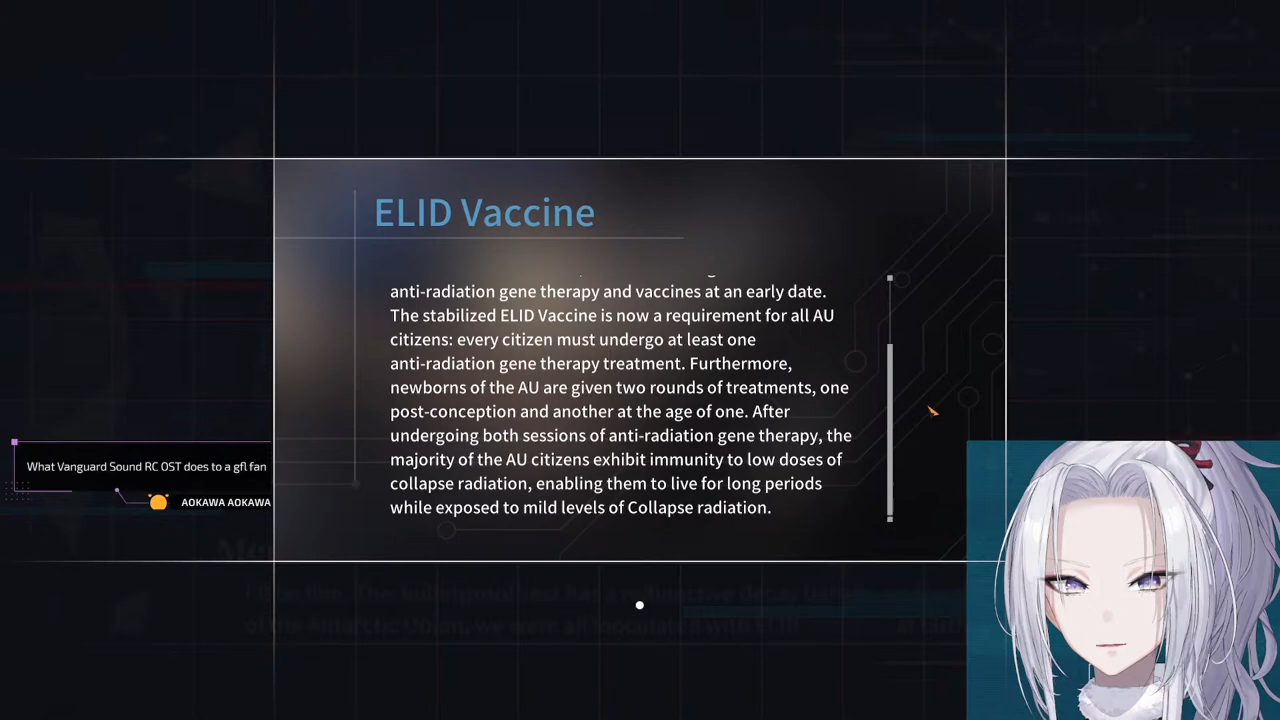 ELID Vaccine
anti-radiation gene therapy and vaccines at an early date.
The stabilized ELID Vaccine is now a requirement for all AU
citizens: every citizen must undergo at least one
anti-radiation gene therapy treatment. Furthermore,
newborns of the AU are given two rounds of treatments, one
post-conception and another at the age of one. After
undergoing both sessions of anti-radiation gene therapy, the
majority of the AU citizens exhibit immunity to low doses of
collapse radiation, enabling them to live for long periods
while exposed to mild levels of Collapse radiation.
What Vanguard Sound RC OST does to a gfl fan
AOKAWA AOKAWA